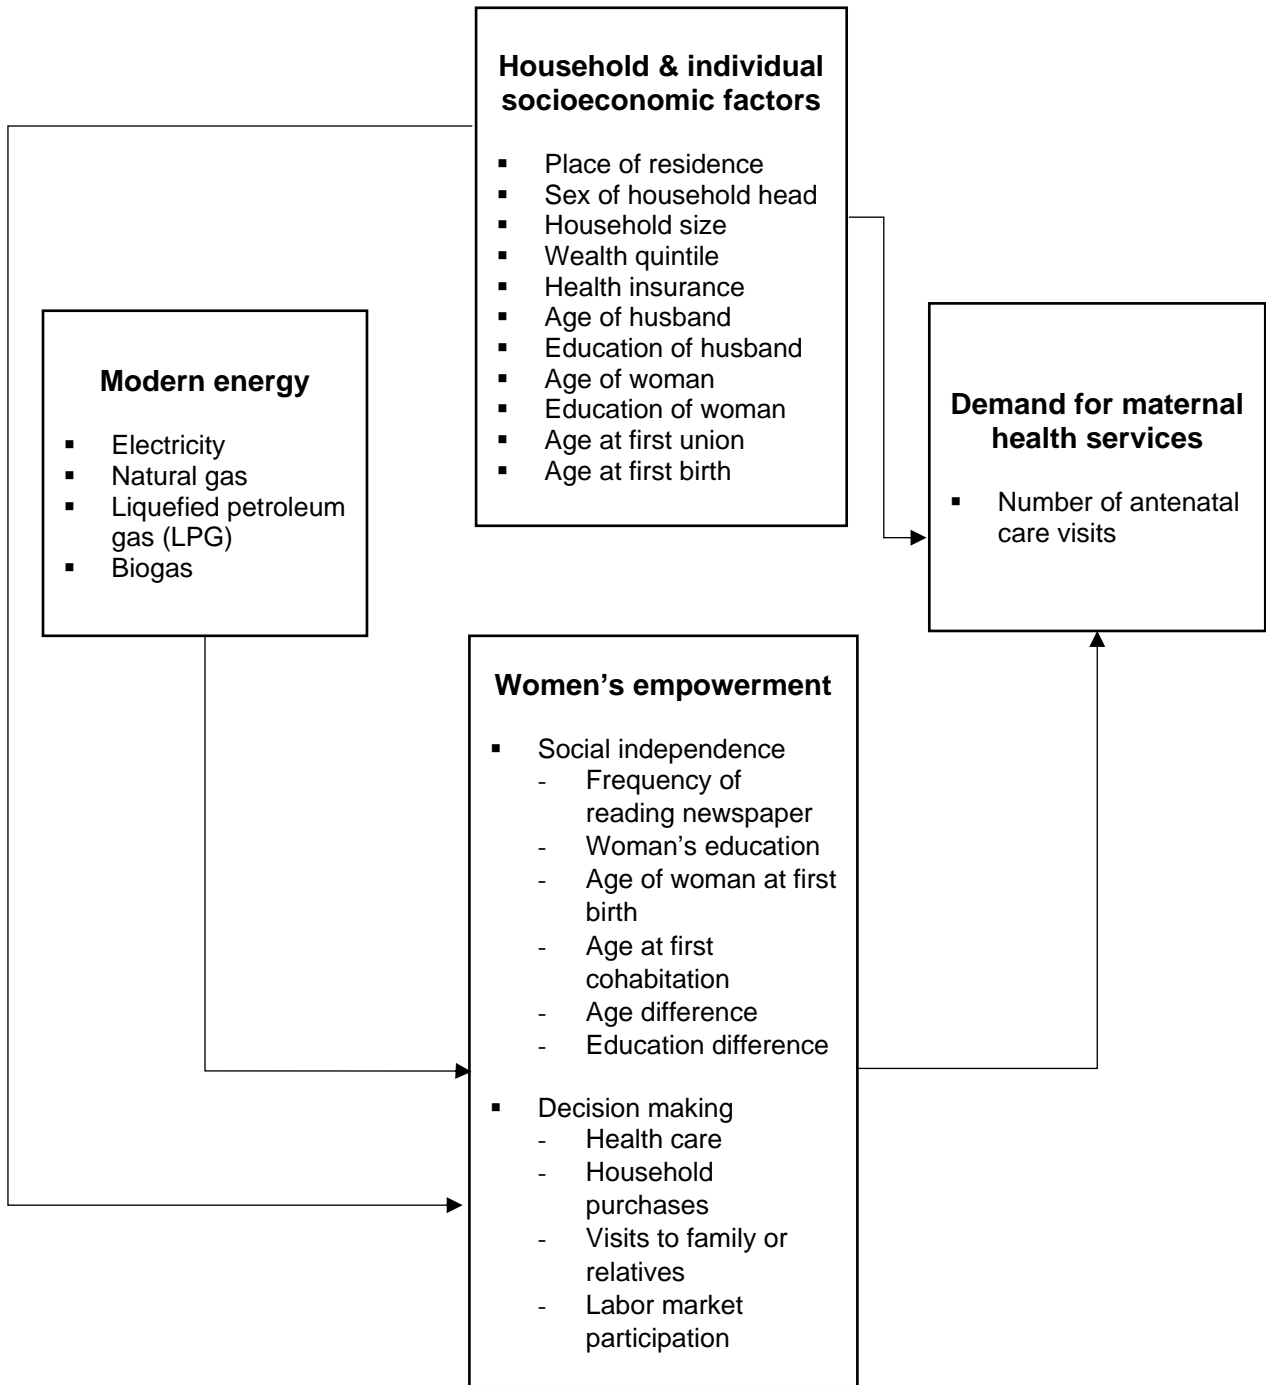 Household & individual
socioeconomic factors
▪ Place of residence
▪ Sex of household head
▪ Household size
▪ Wealth quintile
▪ Health insurance
▪ Age of husband
▪ Education of husband
▪ Age of woman
▪ Education of woman
▪ Age at first union
▪ Age at first birth
Modern energy
▪ Electricity
▪ Natural gas
▪ Liquefied petroleum
gas (LPG)
▪ Biogas
Demand for maternal
health services
▪ Number of antenatal
care visits
Women’s empowerment
▪ Social independence
- Frequency of
reading newspaper
- Woman’s education
- Age of woman at first
birth
- Age at first
cohabitation
- Age difference
- Education difference
▪ Decision making
- Health care
- Household
purchases
- Visits to family or
relatives
- Labor market
participation